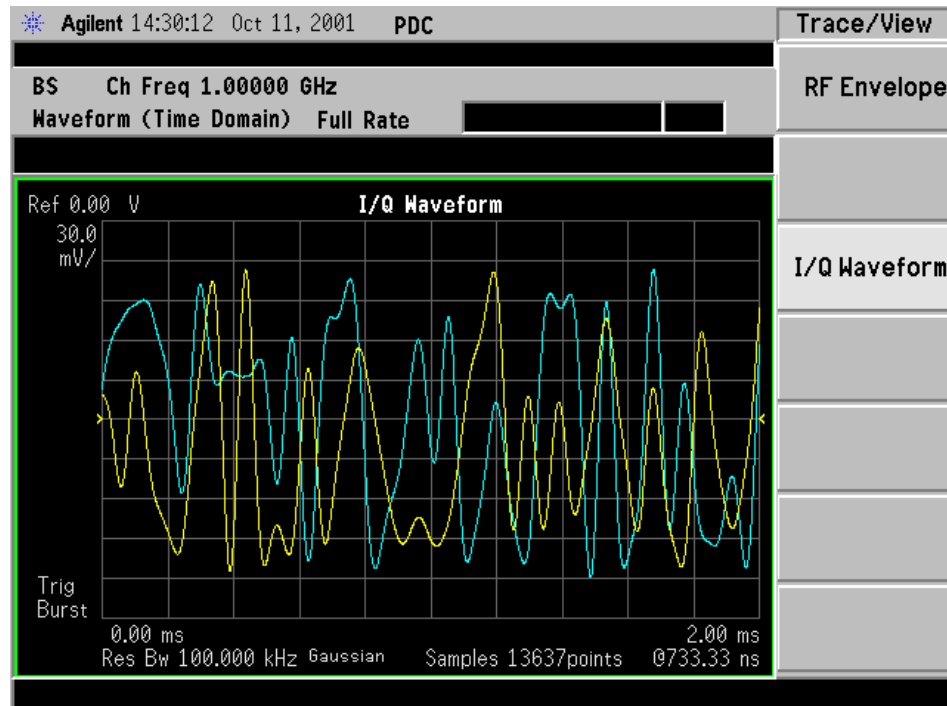 Agilent 14:30:12 Oct 11, 2001 PDC
Trace/View
BS Ch Freq 1.00000 GHz
Waveform (Time Domain) Full Rate
RF Envelope
I/Q Waveform
Ref 0.00 V
I/Q Waveform
30.0
mV/
Trig
Burst
0.00 ms
2.00 ms
Res Bw 100.000 kHz Gaussian
Samples 13637points @733.33 ns